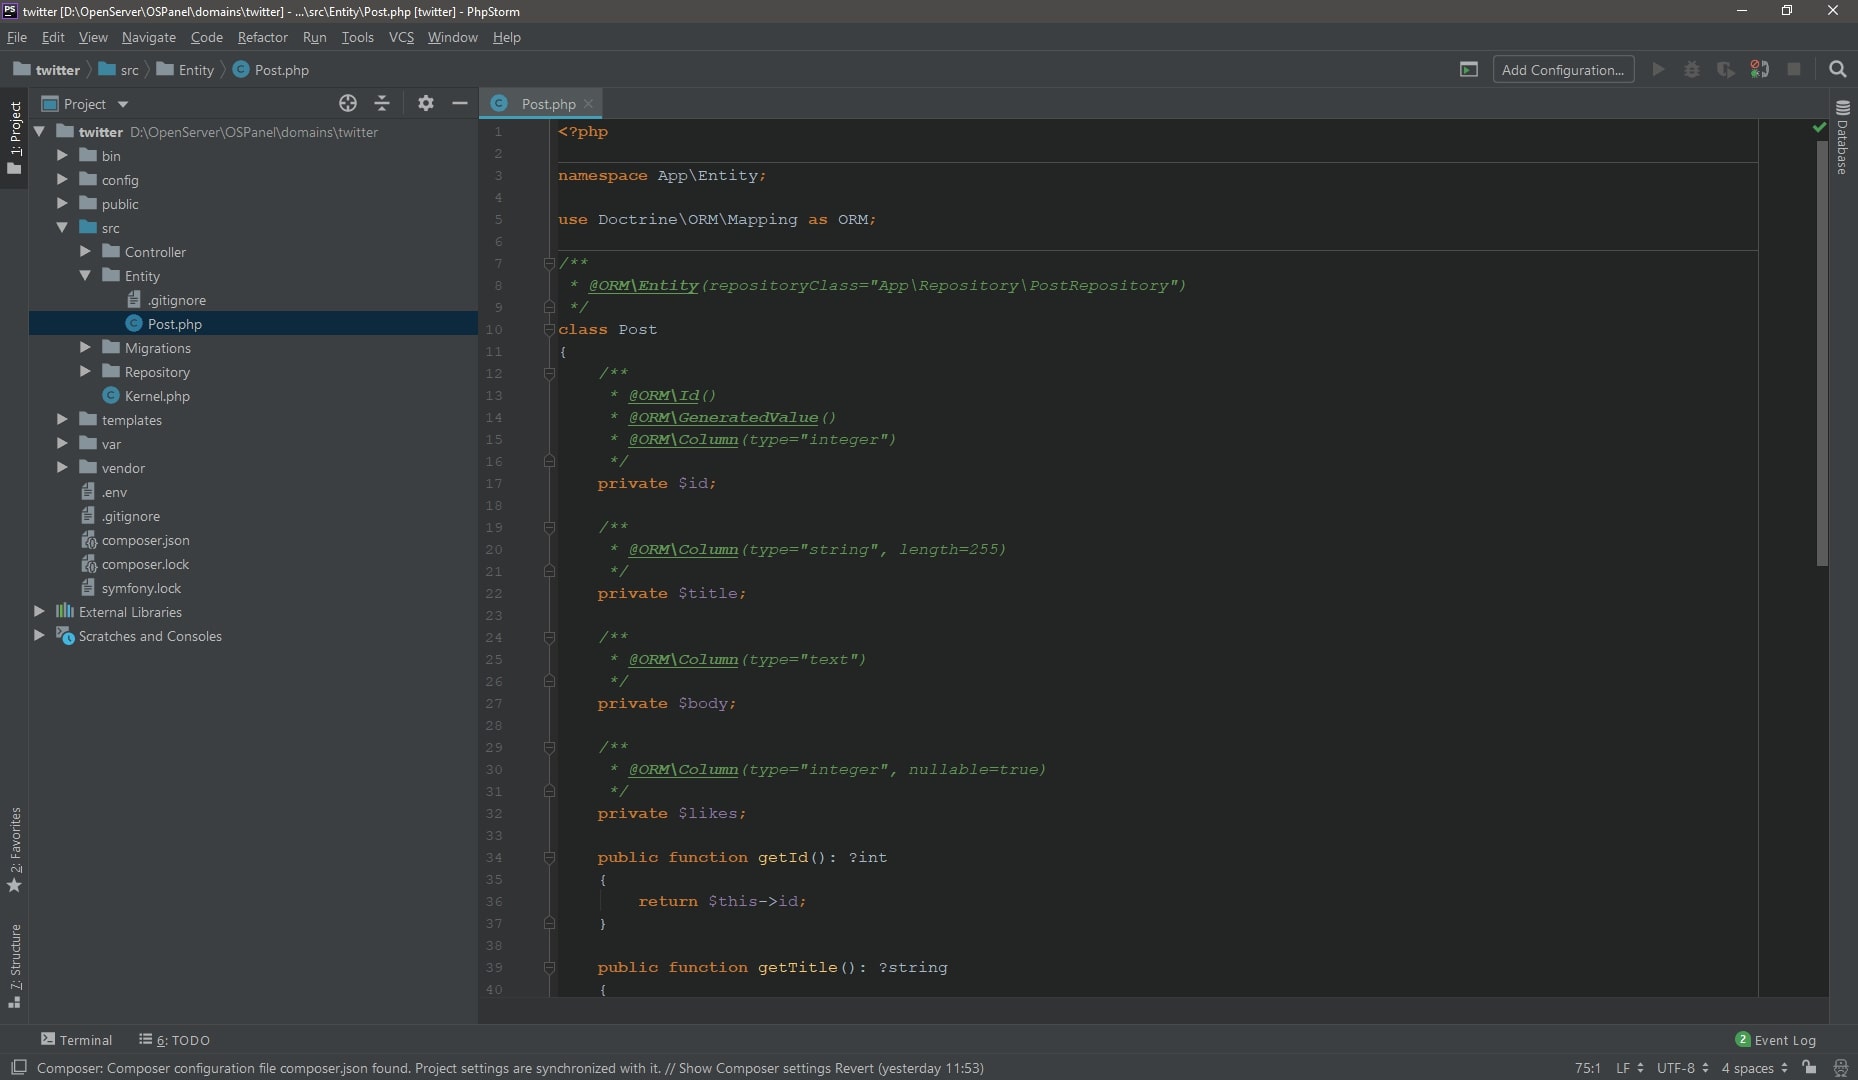 PS twitter [D:\OpenServer\OSPanel\domains\twitter] - ...\src\Entity\Post.php [twitter] - PhpStorm
File Edit View Navigate Code Refactor Run Tools VCS Window Help
twitter src Entity C Post.php Add Configuration...
1: Project
2: Favorites
7: Structure
Project
twitter D:\OpenServer\OSPanel\domains\twitter
bin
config
public
src
Controller
Entity
.gitignore
C Post.php
Migrations
Repository
C Kernel.php
templates
var
vendor
.env
.gitignore
composer.json
composer.lock
symfony.lock
External Libraries
Scratches and Consoles
C Post.php
1 <?php
2
3 namespace App\Entity;
4
5 use Doctrine\ORM\Mapping as ORM;
6
7 /**
8 * @ORM\Entity(repositoryClass="App\Repository\PostRepository")
9 */
10 class Post
11 {
12 /**
13 * @ORM\Id()
14 * @ORM\GeneratedValue()
15 * @ORM\Column(type="integer")
16 */
17 private $id;
18
19 /**
20 * @ORM\Column(type="string", length=255)
21 */
22 private $title;
23
24 /**
25 * @ORM\Column(type="text")
26 */
27 private $body;
28
29 /**
30 * @ORM\Column(type="integer", nullable=true)
31 */
32 private $likes;
33
34 public function getId(): ?int
35 {
36 return $this->id;
37 }
38
39 public function getTitle(): ?string
40 {
Database
Terminal 6: TODO 2 Event Log
Composer: Composer configuration file composer.json found. Project settings are synchronized with it. // Show Composer settings Revert (yesterday 11:53) 75:1 LF UTF-8 4 spaces